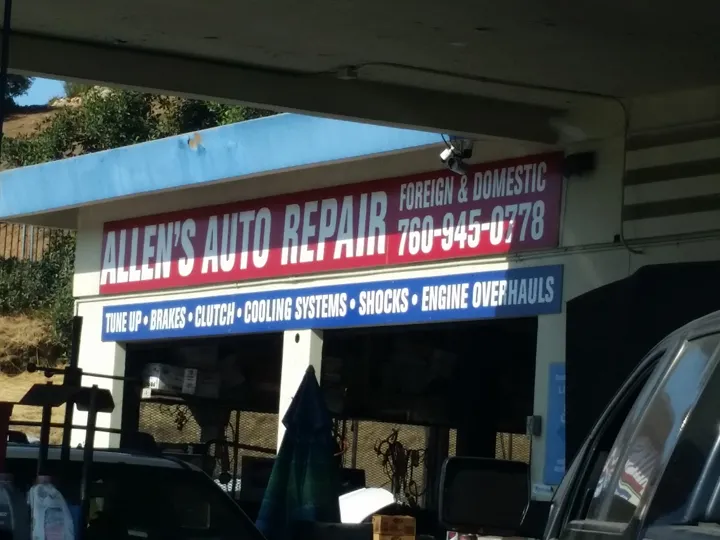 ALLEN'S AUTO REPAIR
FOREIGN & DOMESTIC
760-945-0778
TUNE UP • BRAKES • CLUTCH • COOLING SYSTEMS • SHOCKS • ENGINE OVERHAULS